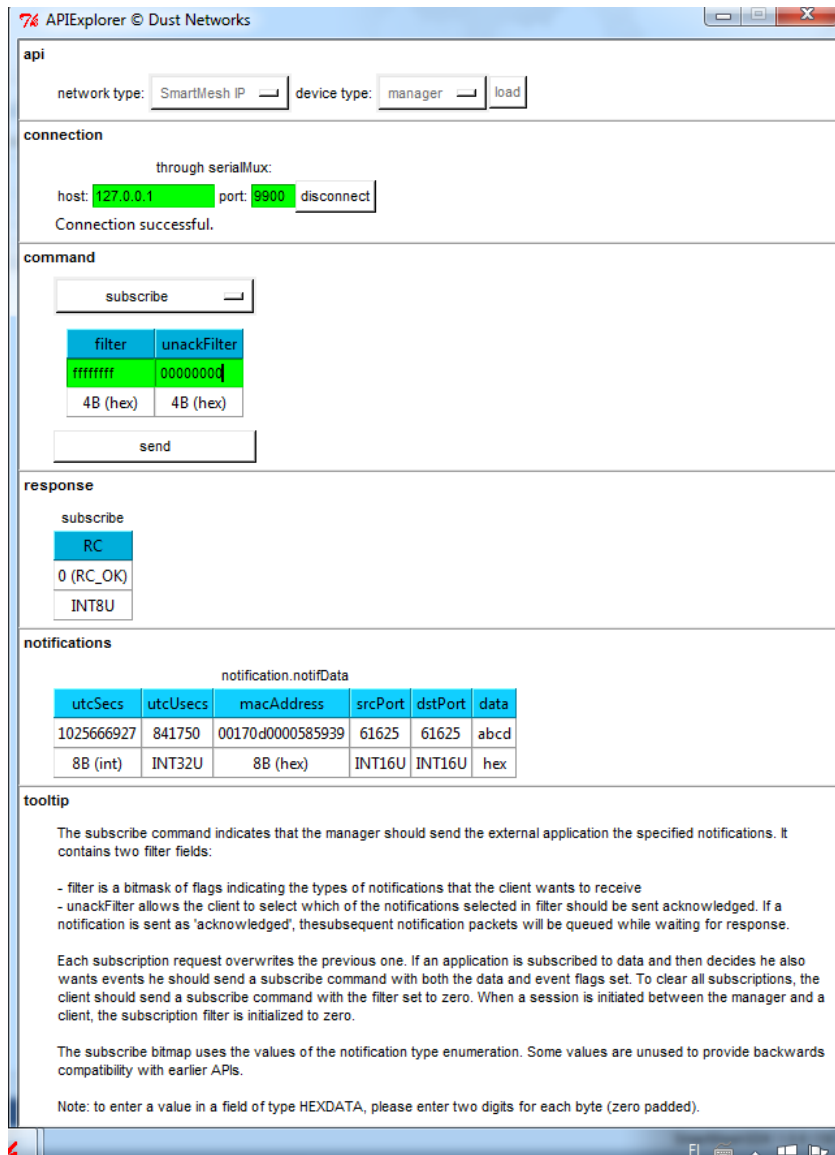 APIExplorer © Dust Networks
api
network type: SmartMesh IP device type: manager load
connection
through serialMux:
host: 127.0.0.1 port: 9900 disconnect
Connection successful.
command
subscribe
filter unackFilter
ffffffff 00000000
4B (hex) 4B (hex)
send
response
subscribe
RC
0 (RC_OK)
INT8U
notifications
notification.notifData
utcSecs utcUsecs macAddress srcPort dstPort data
1025666927 841750 00170d0000585939 61625 61625 abcd
8B (int) INT32U 8B (hex) INT16U INT16U hex
tooltip
The subscribe command indicates that the manager should send the external application the specified notifications. It
contains two filter fields:
- filter is a bitmask of flags indicating the types of notifications that the client wants to receive
- unackFilter allows the client to select which of the notifications selected in filter should be sent acknowledged. If a
notification is sent as 'acknowledged', thesubsequent notification packets will be queued while waiting for response.
Each subscription request overwrites the previous one. If an application is subscribed to data and then decides he also
wants events he should send a subscribe command with both the data and event flags set. To clear all subscriptions, the
client should send a subscribe command with the filter set to zero. When a session is initiated between the manager and a
client, the subscription filter is initialized to zero.
The subscribe bitmap uses the values of the notification type enumeration. Some values are unused to provide backwards
compatibility with earlier APIs.
Note: to enter a value in a field of type HEXDATA, please enter two digits for each byte (zero padded).